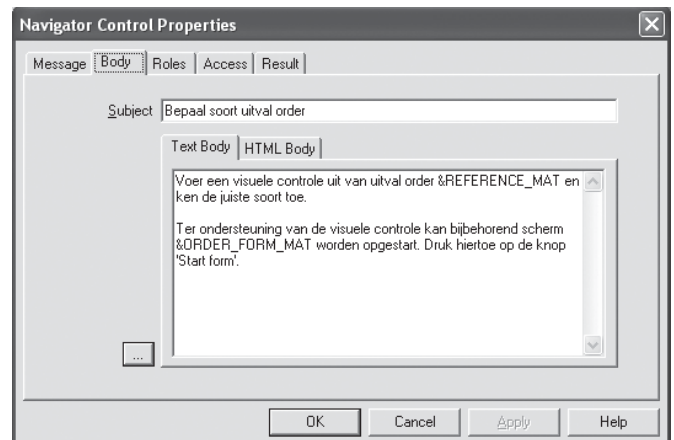 Navigator Control Properties
Message Body Roles Access Result
Subject Bepaal soort uitval order
Text Body HTML Body
Voer een visuele controle uit van uitval order &REFERENCE_MAT en
ken de juiste soort toe.
Ter ondersteuning van de visuele controle kan bijbehorend scherm
&ORDER_FORM_MAT worden opgestart. Druk hiertoe op de knop
'Start form'.
...
OK Cancel Apply Help